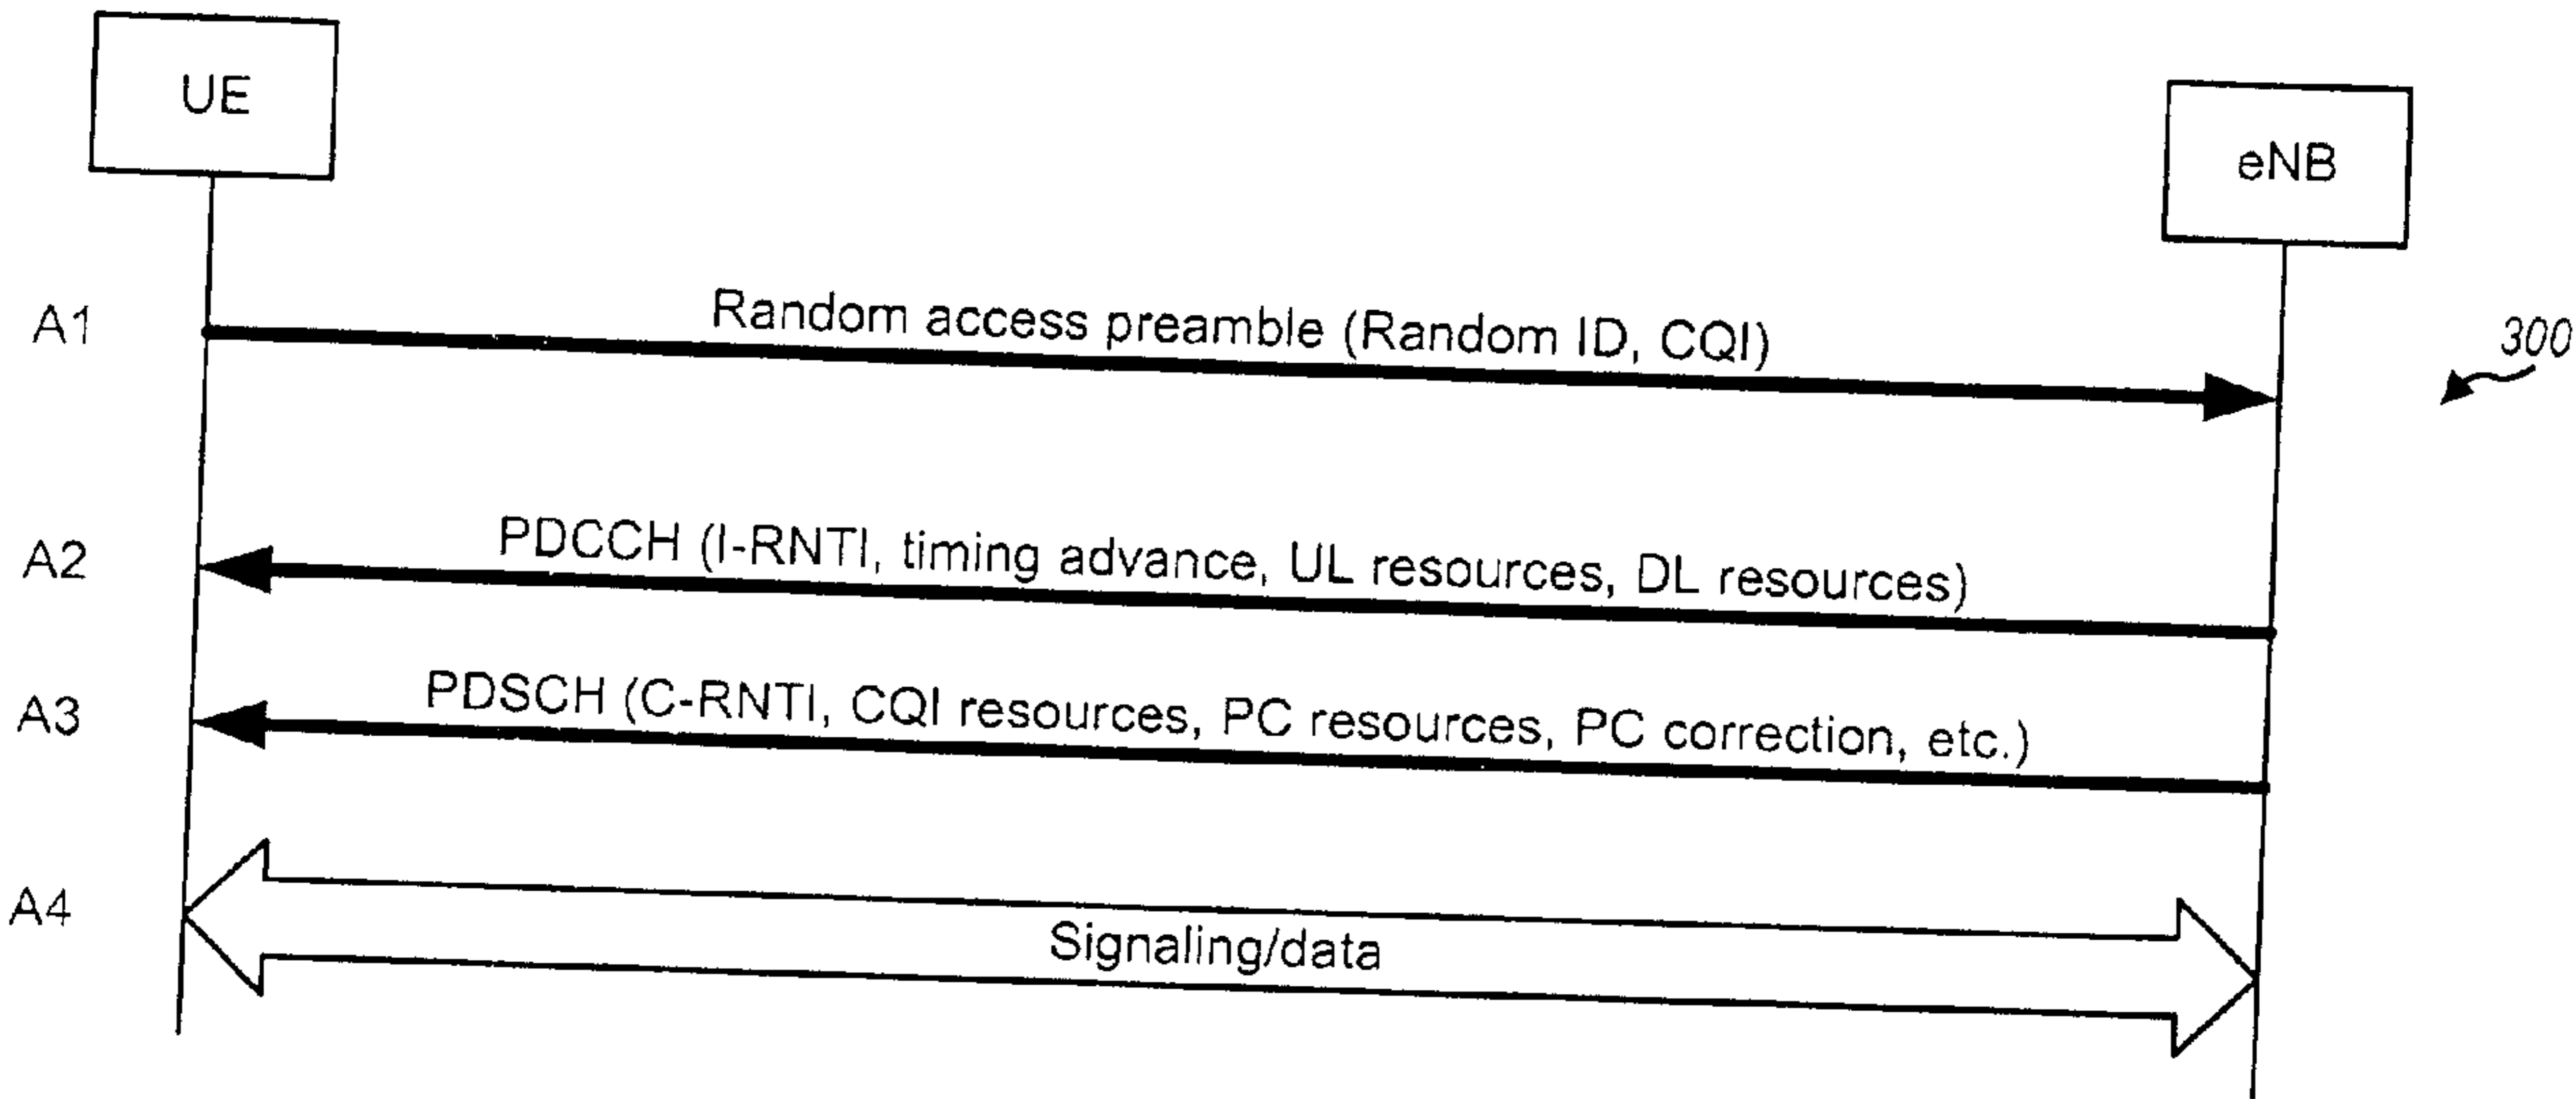 UE
eNB
A1
Random access preamble (Random ID, CQI)
300
A2
PDCCH (I-RNTI, timing advance, UL resources, DL resources)
A3
PDSCH (C-RNTI, CQI resources, PC resources, PC correction, etc.)
A4
Signaling/data